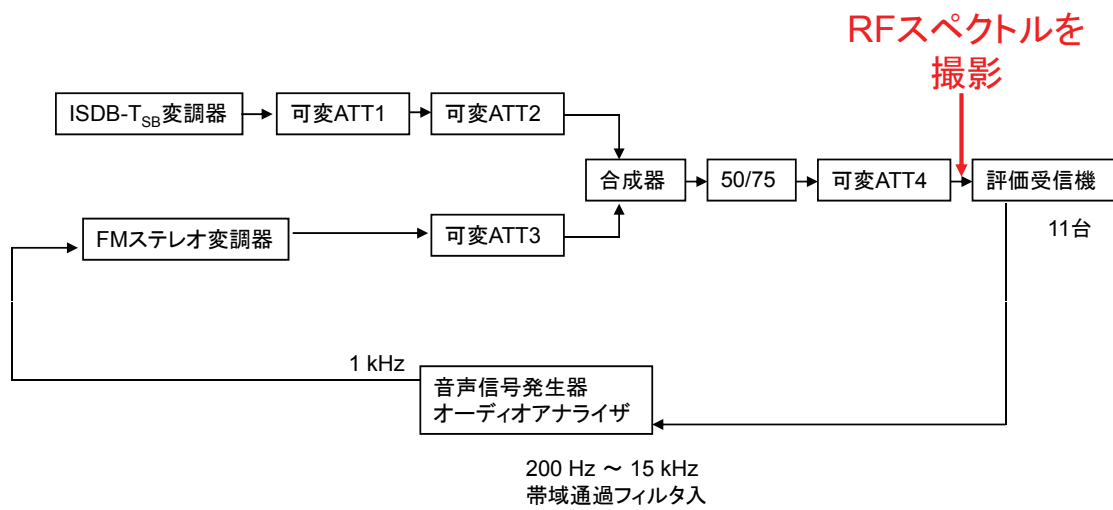 RFスペクトルを
撮影
ISDB-TSB変調器
可変ATT1
可変ATT2
合成器
50/75
可変ATT4
評価受信機
11台
FMステレオ変調器
可変ATT3
1 kHz
音声信号発生器
オーディオアナライザ
200 Hz ～ 15 kHz
帯域通過フィルタ入